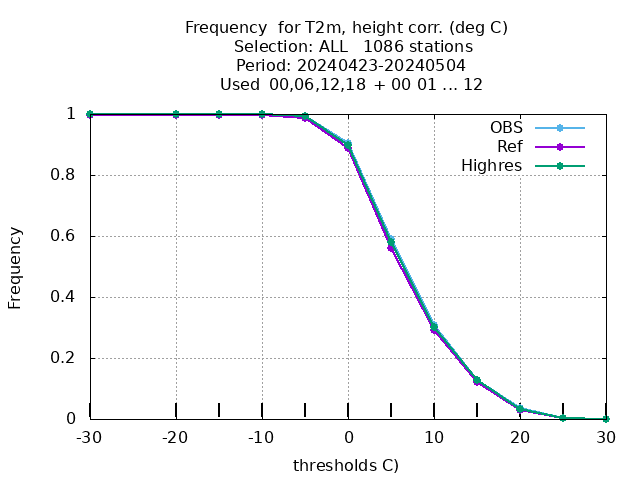 Frequency  for T2m, height corr. (deg C)
Selection: ALL   1086 stations
Period: 20240423-20240504
Used  00,06,12,18  + 00 01 ... 12
OBS
Ref
Highres
1
0.8
0.6
0.4
0.2
0
Frequency
-30
-20
-10
0
10
20
30
thresholds C)